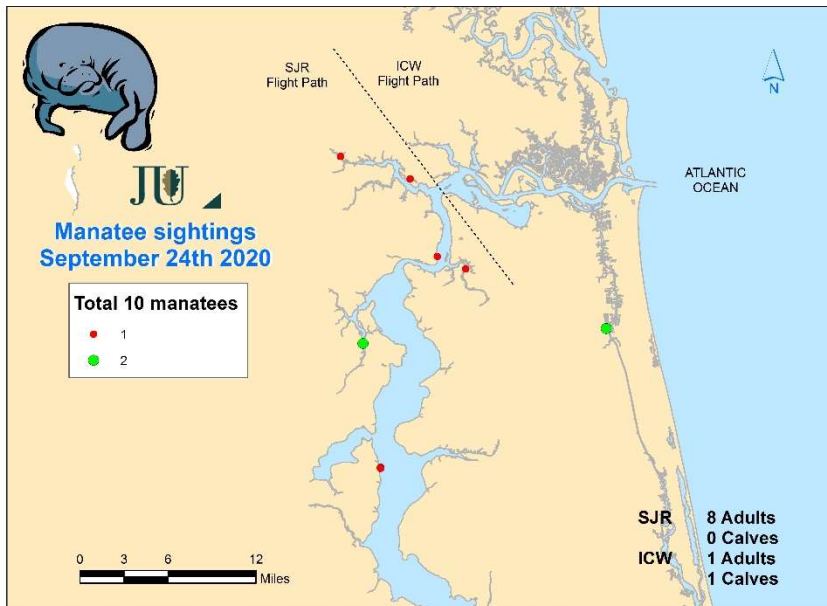 SJR
Flight Path
ICW
Flight Path
N
ATLANTIC
OCEAN
JU
Manatee sightings
September 24th 2020
Total 10 manatees
1
2
SJR 8 Adults
0 Calves
ICW 1 Adults
1 Calves
0 3 6 12
Miles